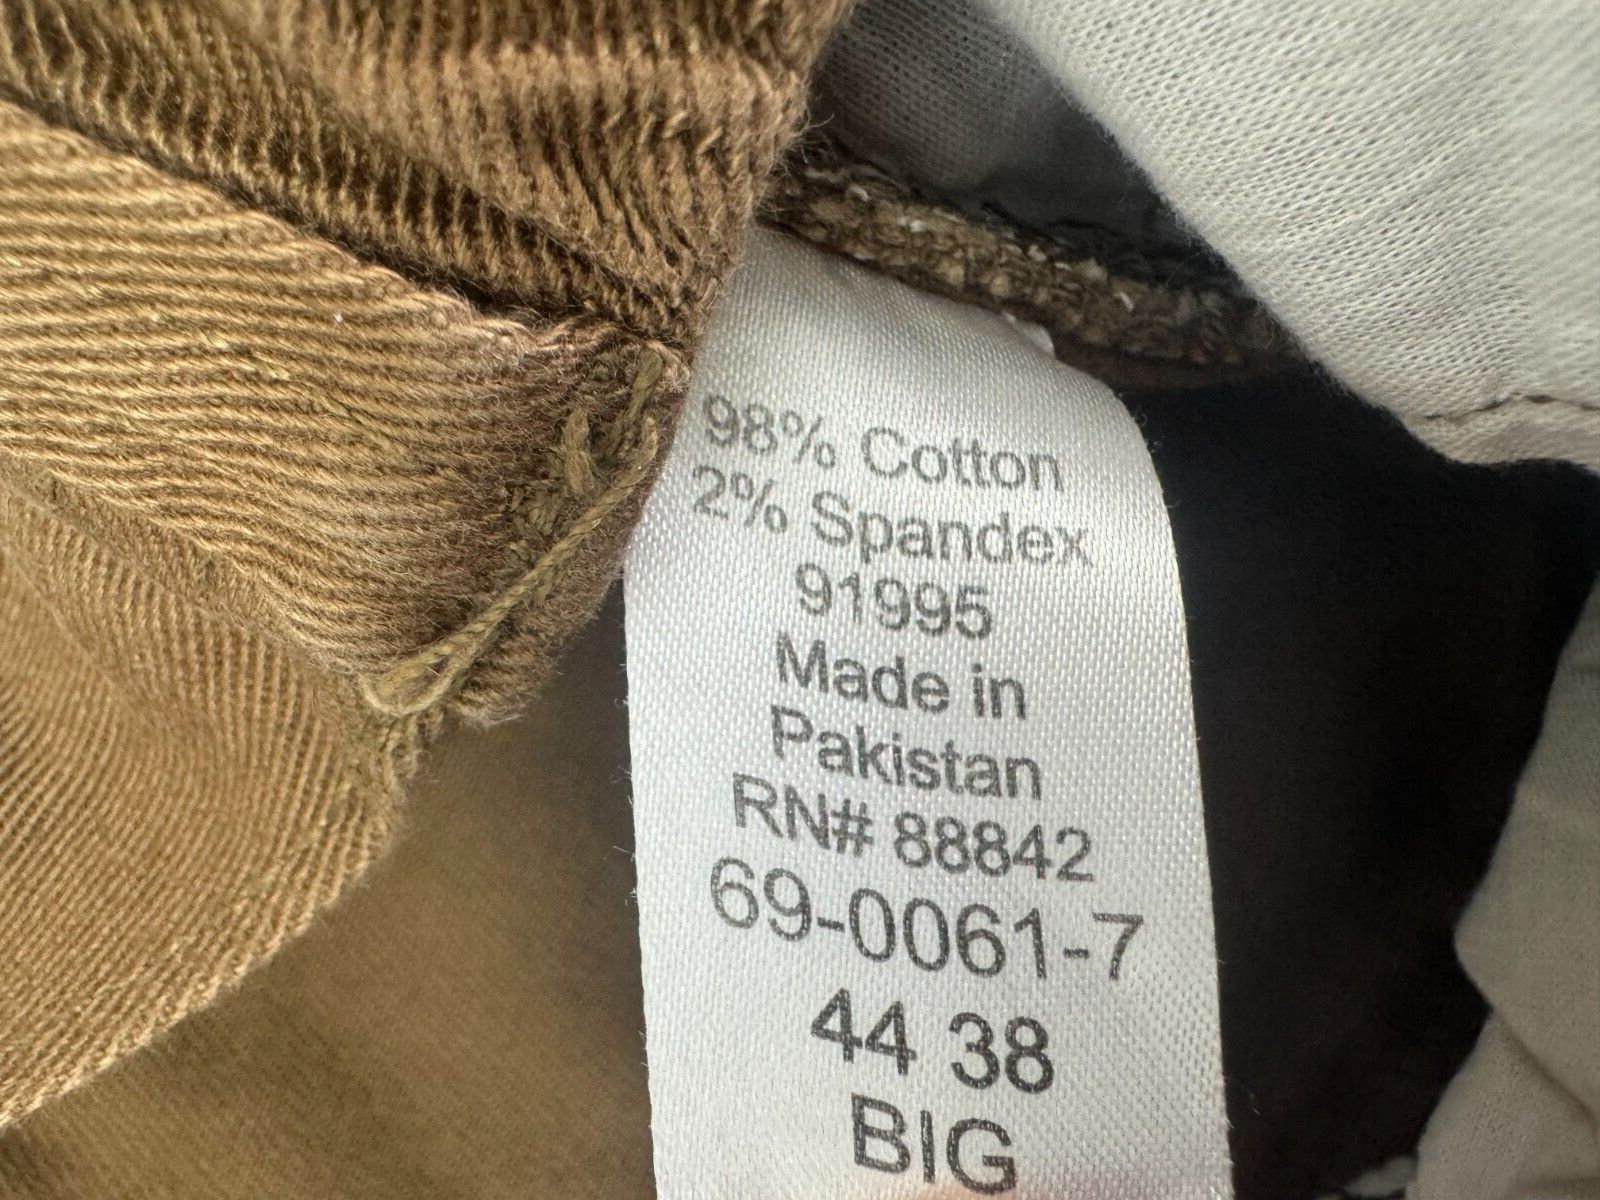 98% Cotton
2% Spandex
91995
Made in
Pakistan
RN# 88842
69-0061-7
44 38
BIG